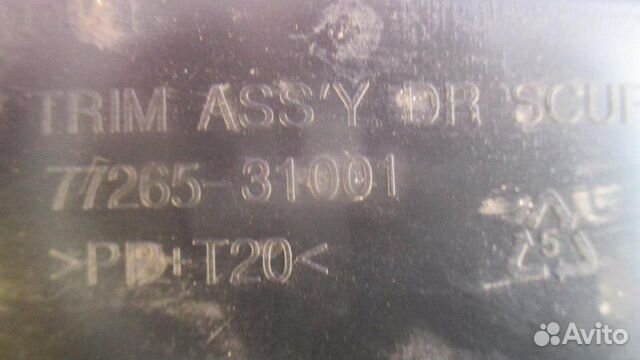 TRIM ASS'Y DR SCUF
77265-31001
>PP+T20<
5
Avito